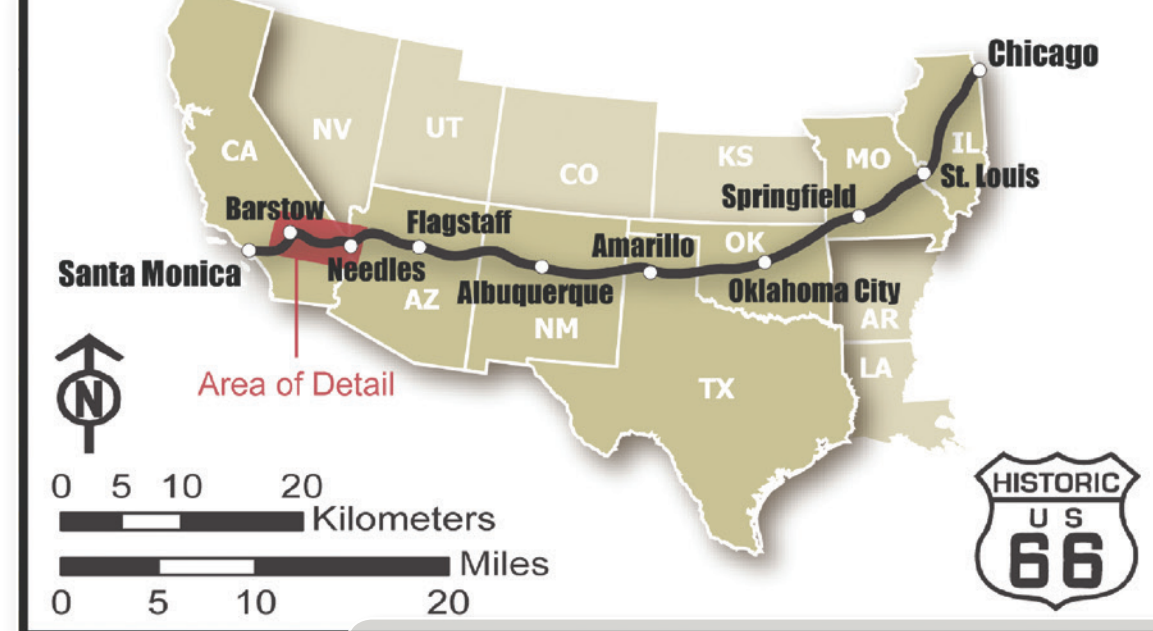 Chicago
NV
UT
CA
CO
KS
MO
IL
St. Louis
Springfield
Barstow
Flagstaff
Amarillo
OK
Santa Monica
Needles
Albuquerque
Oklahoma City
AZ
NM
AR
LA
TX
Area of Detail
N
0 5 10 20
Kilometers
Miles
0 5 10 20
HISTORIC
U S
66